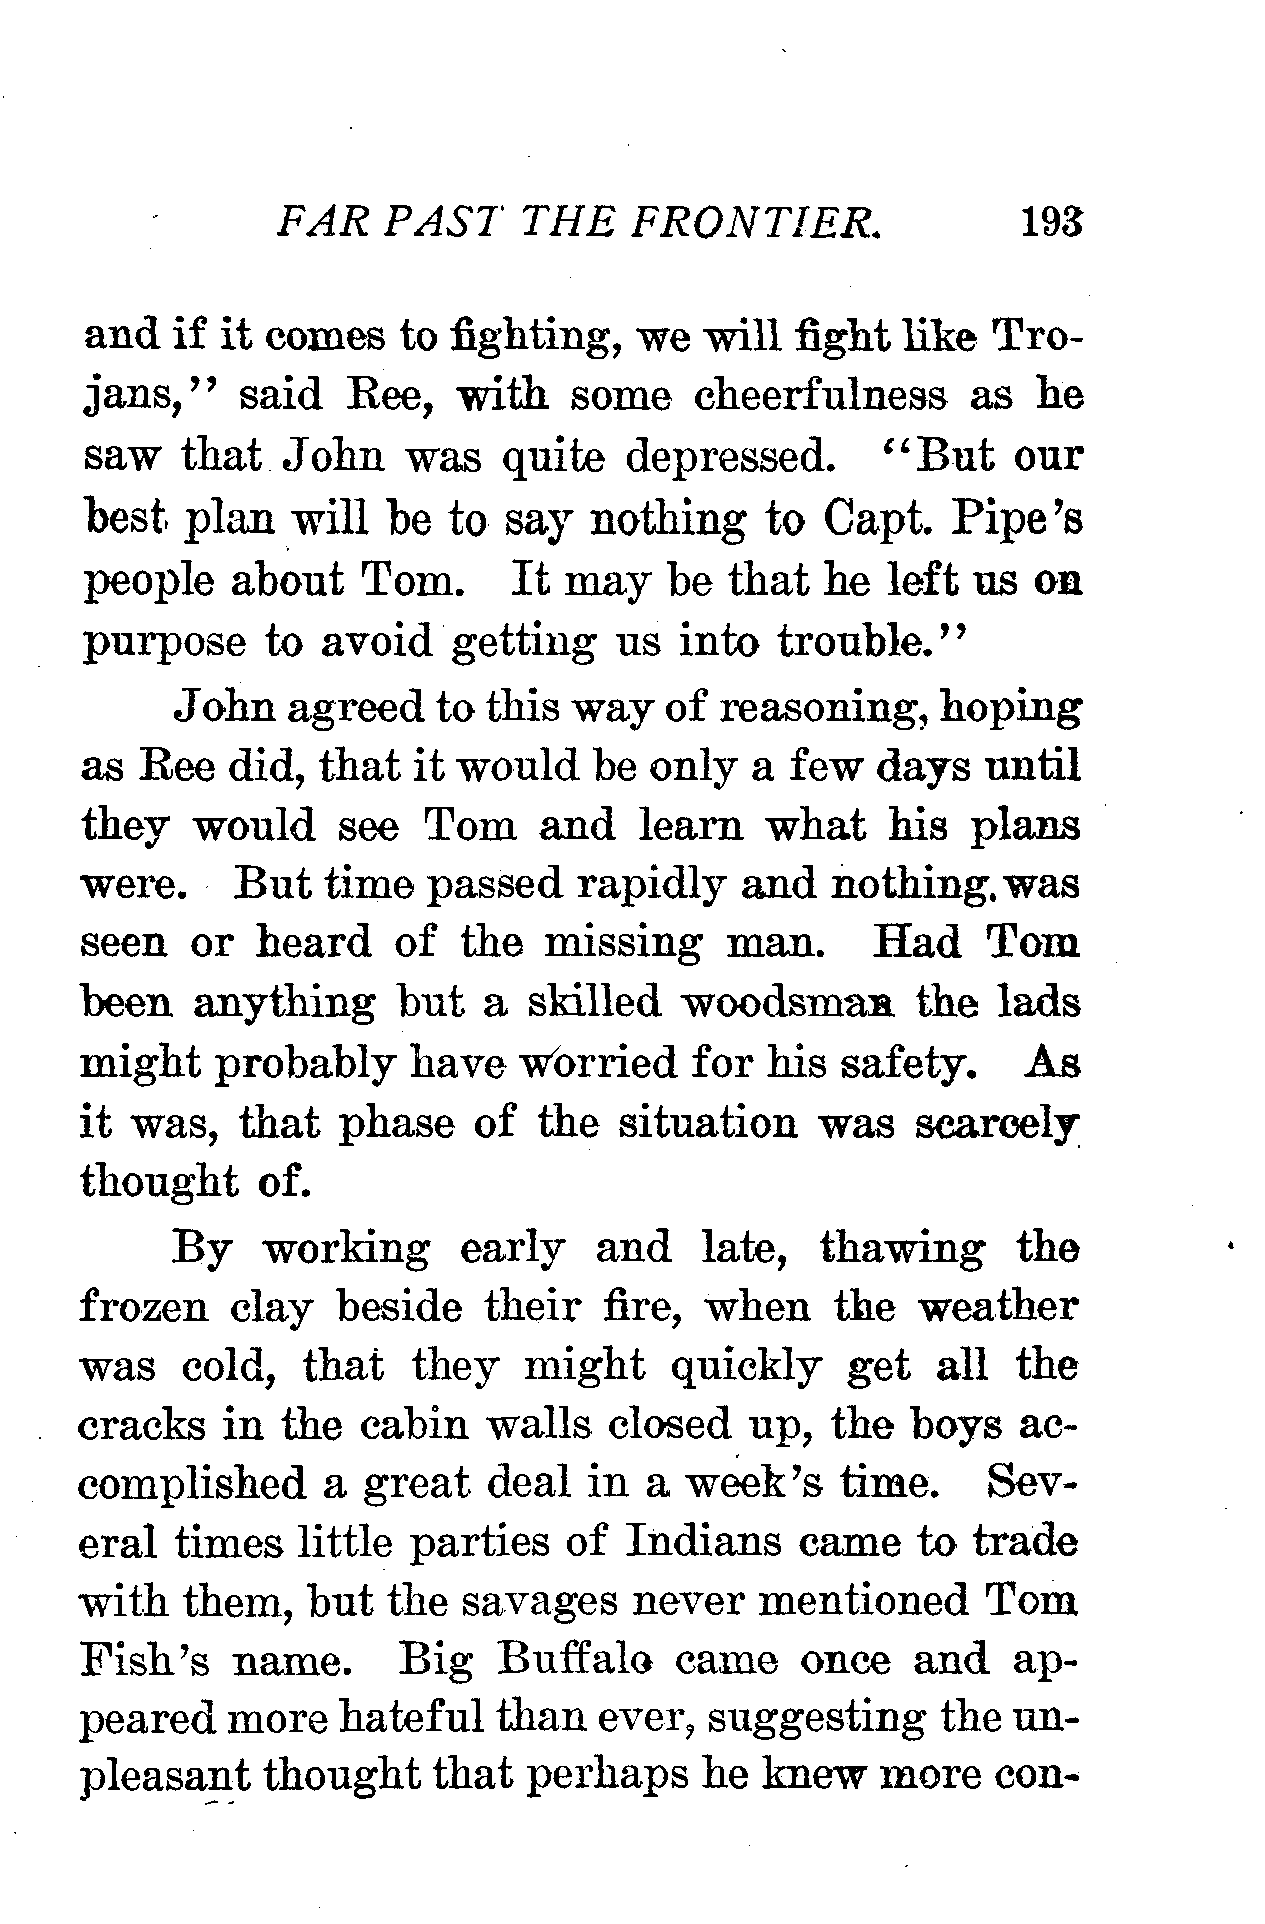 FAR PAST THE FRONTIER. 193
and if it comes to fighting, we will fight like Tro-
jans,'' said Ree, with some cheerfulness as he
saw that John was quite depressed. ‘‘But our
best plan will be to say nothing to Capt. Pipe's
people about Tom. It may be that he left us on
purpose to avoid getting us into trouble.’’
John agreed to this way of reasoning, hoping
as Ree did, that it would be only a few days until
they would see Tom and learn what his plans
were. But time passed rapidly and nothing was
seen or heard of the missing man. Had Tom
been anything but a skilled woodsman the lads
might probably have worried for his safety. As
it was, that phase of the situation was scarcely
thought of.
By working early and late, thawing the
frozen clay beside their fire, when the weather
was cold, that they might quickly get all the
cracks in the cabin walls closed up, the boys ac-
complished a great deal in a week's time. Sev-
eral times little parties of Indians came to trade
with them, but the savages never mentioned Tom
Fish's name. Big Buffalo came once and ap-
peared more hateful than ever, suggesting the un-
pleasant thought that perhaps he knew more con-